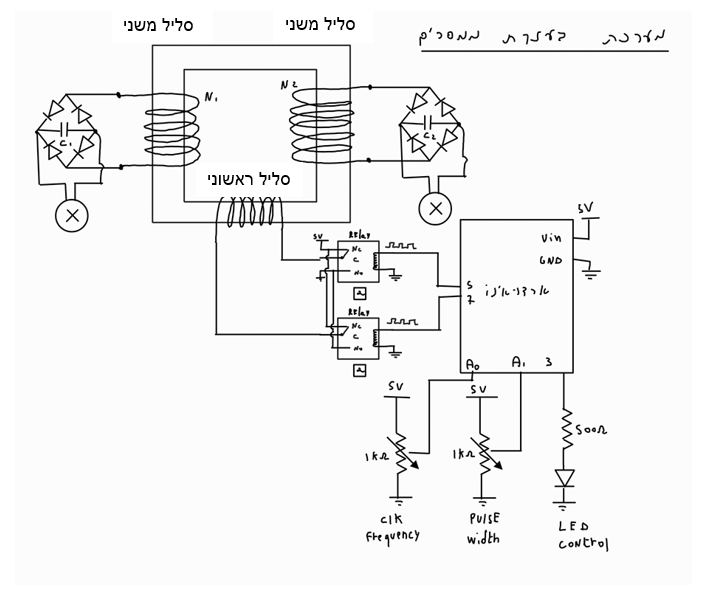 סליל משני
סליל משני
מערכת בעזרת ממסרים
N₁
N₂
C₁
C₂
סליל ראשוני
Relay
5V
NC
C
NO
Relay
NC
C
NO
5V
Vin
GND
5
7
ארדואינו
A₀
A₁
3
5V
5V
1kΩ
1kΩ
500Ω
Clk
frequency
PULSE
width
LED
control